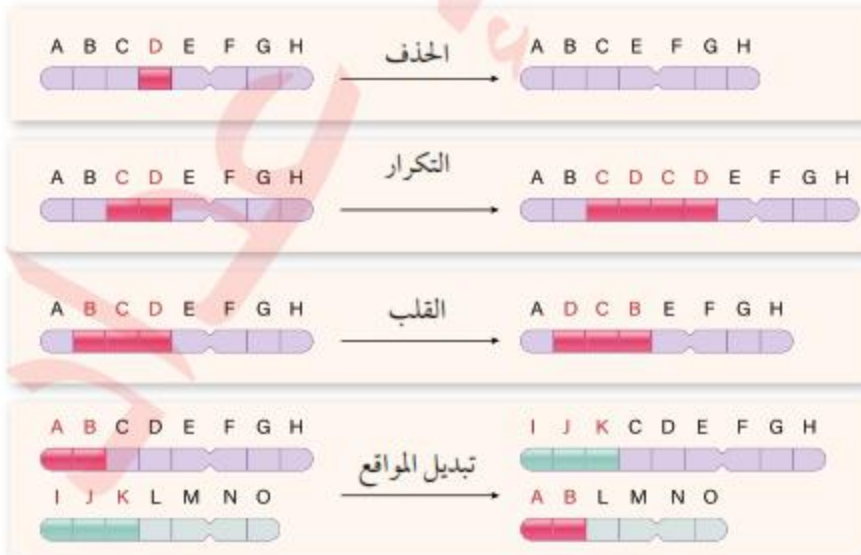 A B C D E F G H
الحذف
A B C E F G H
A B C D E F G H
التكرار
A B C D C D E F G H
A B C D E F G H
القلب
A D C B E F G H
A B C D E F G H
I J K L M N O
تبديل المواقع
I J K C D E F G H
A B L M N O